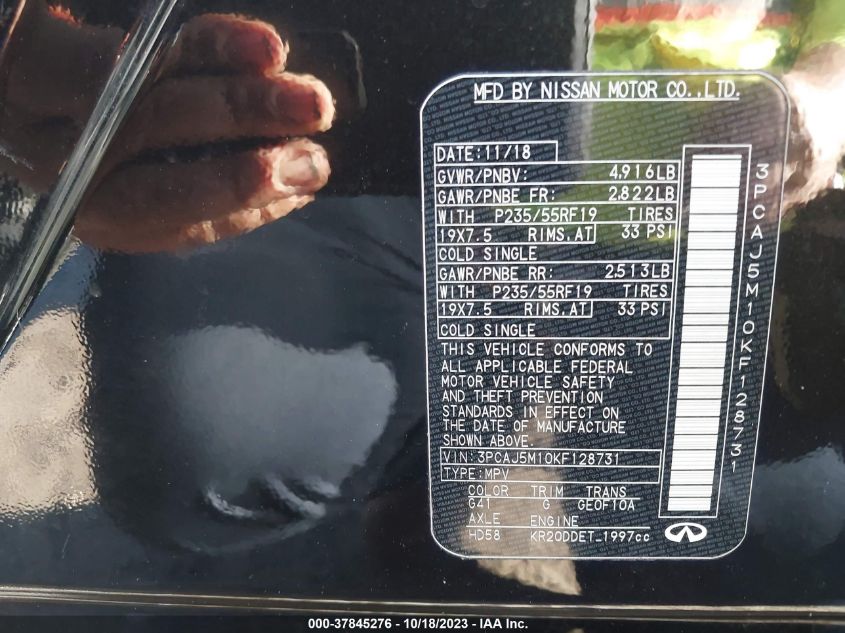 MFD BY NISSAN MOTOR CO.,LTD.
DATE:11/18
GVWR/PNBV: 4,916LB
GAWR/PNBE FR: 2,822LB
WITH P235/55RF19 TIRES
19X7.5 RIMS,AT 33 PSI
COLD SINGLE
GAWR/PNBE RR: 2,513LB
WITH P235/55RF19 TIRES
19X7.5 RIMS,AT 33 PSI
COLD SINGLE
THIS VEHICLE CONFORMS TO
ALL APPLICABLE FEDERAL
MOTOR VEHICLE SAFETY
AND THEFT PREVENTION
STANDARDS IN EFFECT ON
THE DATE OF MANUFACTURE
SHOWN ABOVE.
VIN:3PCAJ5M10KF128731
TYPE:MPV
COLOR TRIM TRANS
G41 G GEOF10A
AXLE ENGINE
HD58 KR20DDET_1997cc
3PCAJ5M10KF128731
000-37845276 - 10/18/2023 - IAA Inc.